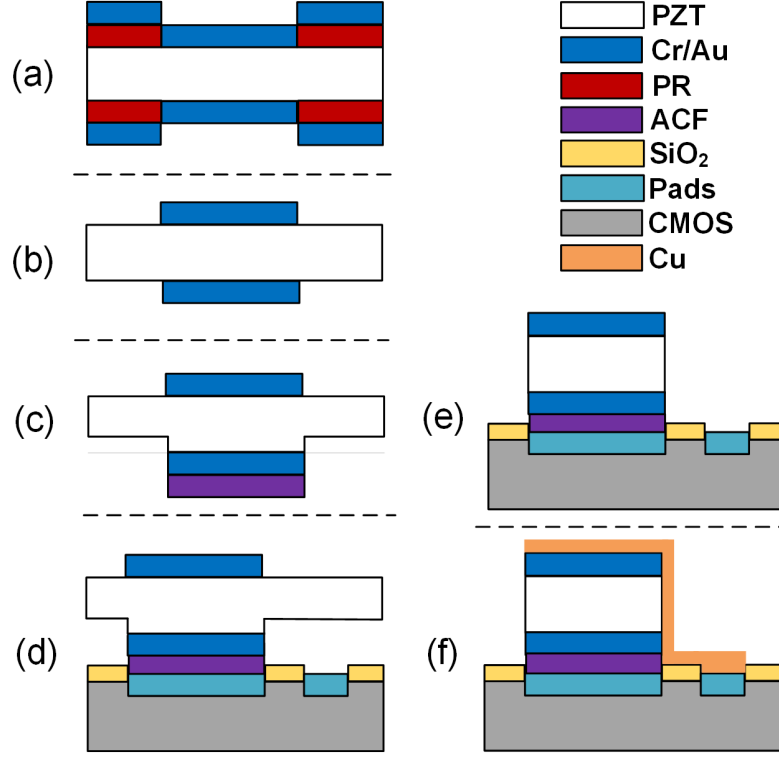 (a)
PZT
Cr/Au
PR
ACF
SiO₂
Pads
CMOS
Cu
(b)
(c)
(d)
(e)
(f)